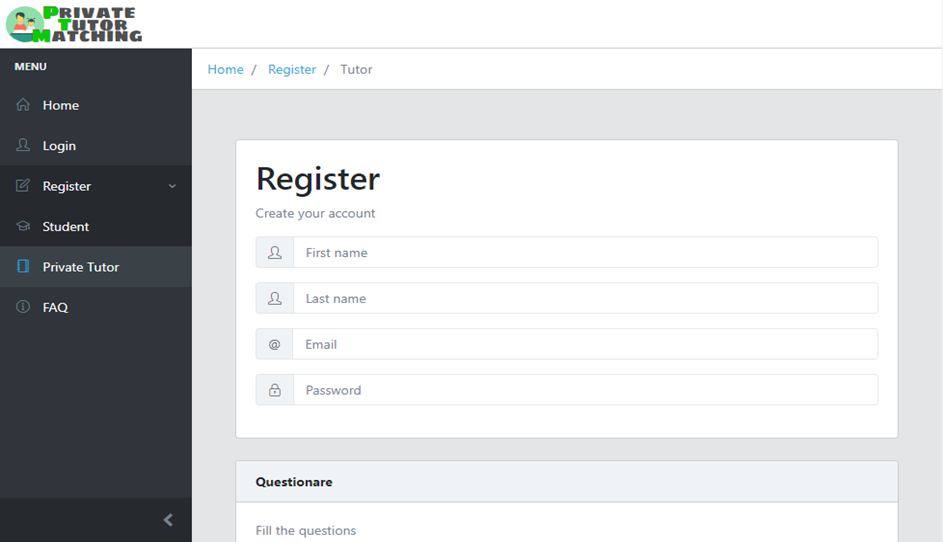 PRIVATE
TUTOR
MATCHING
MENU
Home
Login
Register
Student
Private Tutor
FAQ
Home / Register / Tutor
Register
Create your account
First name
Last name
@ Email
Password
Questionare
Fill the questions